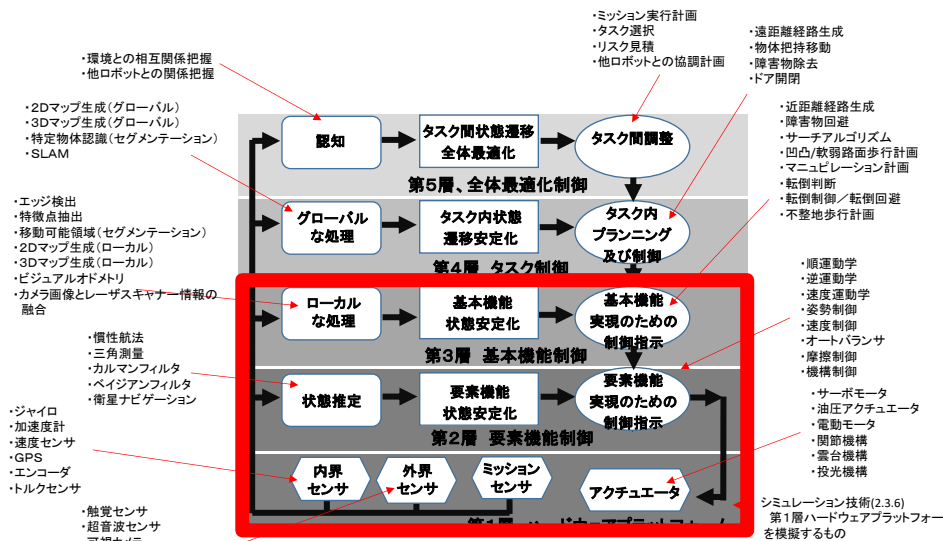 ・ミッション実行計画
・タスク選択
・リスク見積
・他ロボットとの協調計画
・遠距離経路生成
・物体把持移動
・障害物除去
・ドア開閉
・環境との相互関係把握
・他ロボットとの関係把握
・2Dマップ生成(グローバル)
・3Dマップ生成(グローバル)
・特定物体認識(セグメンテーション)
・SLAM
認知
タスク間状態遷移
全体最適化
タスク間調整
第5層、全体最適化制御
・近距離経路生成
・障害物回避
・サーチアルゴリズム
・凹凸/軟弱路面歩行計画
・マニュピレーション計画
・転倒判断
・転倒制御／転倒回避
・不整地歩行計画
・エッジ検出
・特徴点抽出
・移動可能領域(セグメンテーション)
・2Dマップ生成(ローカル)
・3Dマップ生成(ローカル)
・ビジュアルオドメトリ
・カメラ画像とレーザスキャナー情報の
融合
グローバル
な処理
タスク内状態
遷移安定化
タスク内
プランニング
及び制御
第4層 タスク制御
・順運動学
・逆運動学
・速度運動学
・姿勢制御
・速度制御
・オートバランサ
・摩擦制御
・機構制御
ローカル
な処理
基本機能
状態安定化
基本機能
実現のための
制御指示
第3層 基本機能制御
・慣性航法
・三角測量
・カルマンフィルタ
・ベイジアンフィルタ
・衛星ナビゲーション
状態推定
要素機能
状態安定化
要素機能
実現のための
制御指示
第2層 要素機能制御
・サーボモータ
・油圧アクチュエータ
・電動モータ
・関節機構
・雲台機構
・投光機構
・ジャイロ
・加速度計
・速度センサ
・GPS
・エンコーダ
・トルクセンサ
内界
センサ
外界
センサ
ミッション
センサ
アクチュエータ
シミュレーション技術(2.3.6)
第1層ハードウェアプラットフォー
を模擬するもの
・触覚センサ
・超音波センサ
・可視カメラ
第1層 ハードウェアプラットフォーム